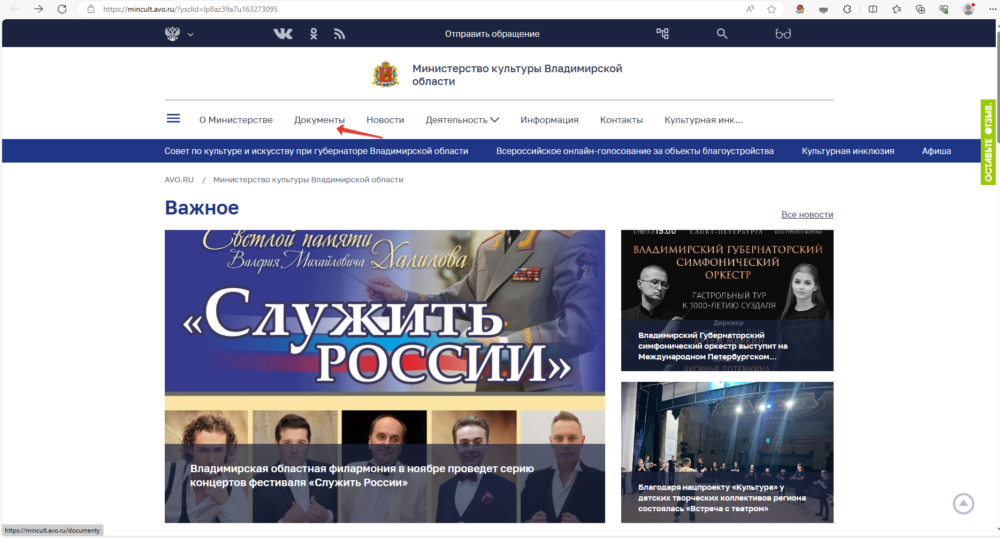 https://mincult.avo.ru/?ysclid=lp8az39a7u163273095
Отправить обращение
Министерство культуры Владимирской
области
О Министерстве
Документы
Новости
Деятельность
Информация
Контакты
Культурная инк...
Совет по культуре и искусству при губернаторе Владимирской области
Всероссийское онлайн-голосование за объекты благоустройства
Культурная инклюзия
Афиша
ОСТАВЬТЕ ОТЗЫВ.
AVO.RU / Министерство культуры Владимирской области
Важное
Все новости
Светлой памяти
Валерия Михайловича Халилова
«Служить
России»
Владимирская областная филармония в ноябре проведет серию
концертов фестиваля «Служить России»
19.00
САНКТ-ПЕТЕРБУРГА
КУЛЬТУРНОГО ФОРУМА
ВЛАДИМИРСКИЙ ГУБЕРНАТОРСКИЙ
СИМФОНИЧЕСКИЙ
ОРКЕСТР
ГАСТРОЛЬНЫЙ ТУР
К 1000-ЛЕТИЮ СУЗДАЛЯ
Дирижер
АРТЕМ МАРКИН
Владимирский Губернаторский
симфонический оркестр выступит на
Международном Петербургском...
АКСИНЬЯ ПОТЕМКИНА
Благодаря нацпроекту «Культура» у
детских творческих коллективов региона
состоялась «Встреча с театром»
https://mincult.avo.ru/documenty